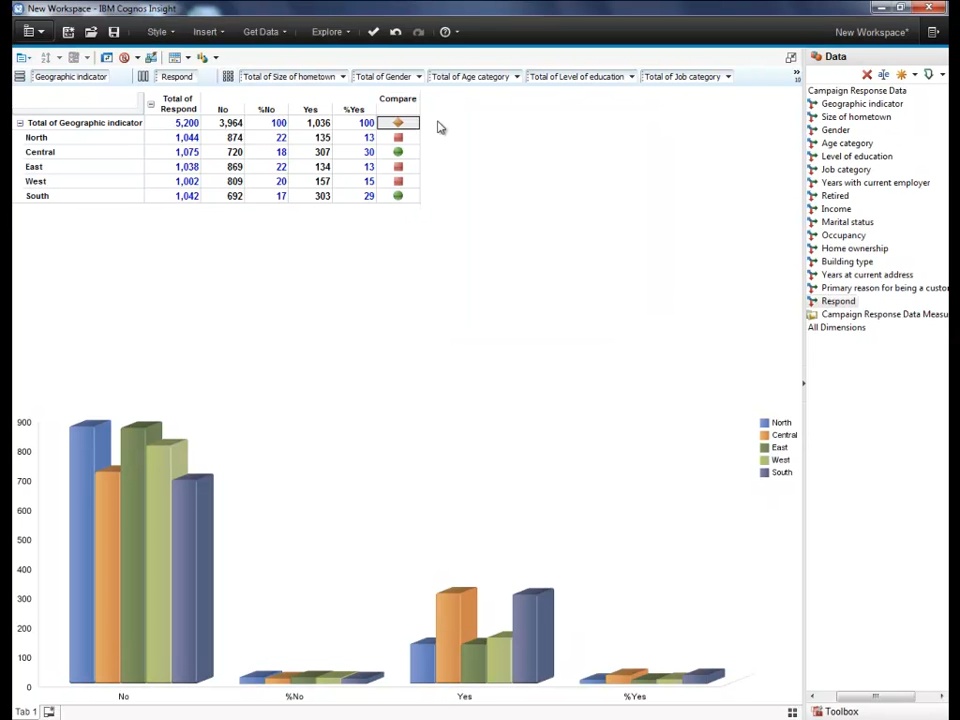 New Workspace - IBM Cognos Insight
Style Insert Get Data Explore New Workspace*
Geographic indicator Respond Total of Size of hometown Total of Gender Total of Age category Total of Level of education Total of Job category 10
Total of Respond No %No Yes %Yes Compare
Total of Geographic indicator 5,200 3,964 100 1,036 100
North 1,044 874 22 135 13
Central 1,075 720 18 307 30
East 1,038 869 22 134 13
West 1,002 809 20 157 15
South 1,042 692 17 303 29
Data
Campaign Response Data
Geographic indicator
Size of hometown
Gender
Age category
Level of education
Job category
Years with current employer
Retired
Income
Marital status
Occupancy
Home ownership
Building type
Years at current address
Primary reason for being a custo
Respond
Campaign Response Data Measu
All Dimensions
900
800
700
600
500
400
300
200
100
0
No %No Yes %Yes
North
Central
East
West
South
Tab 1
Toolbox